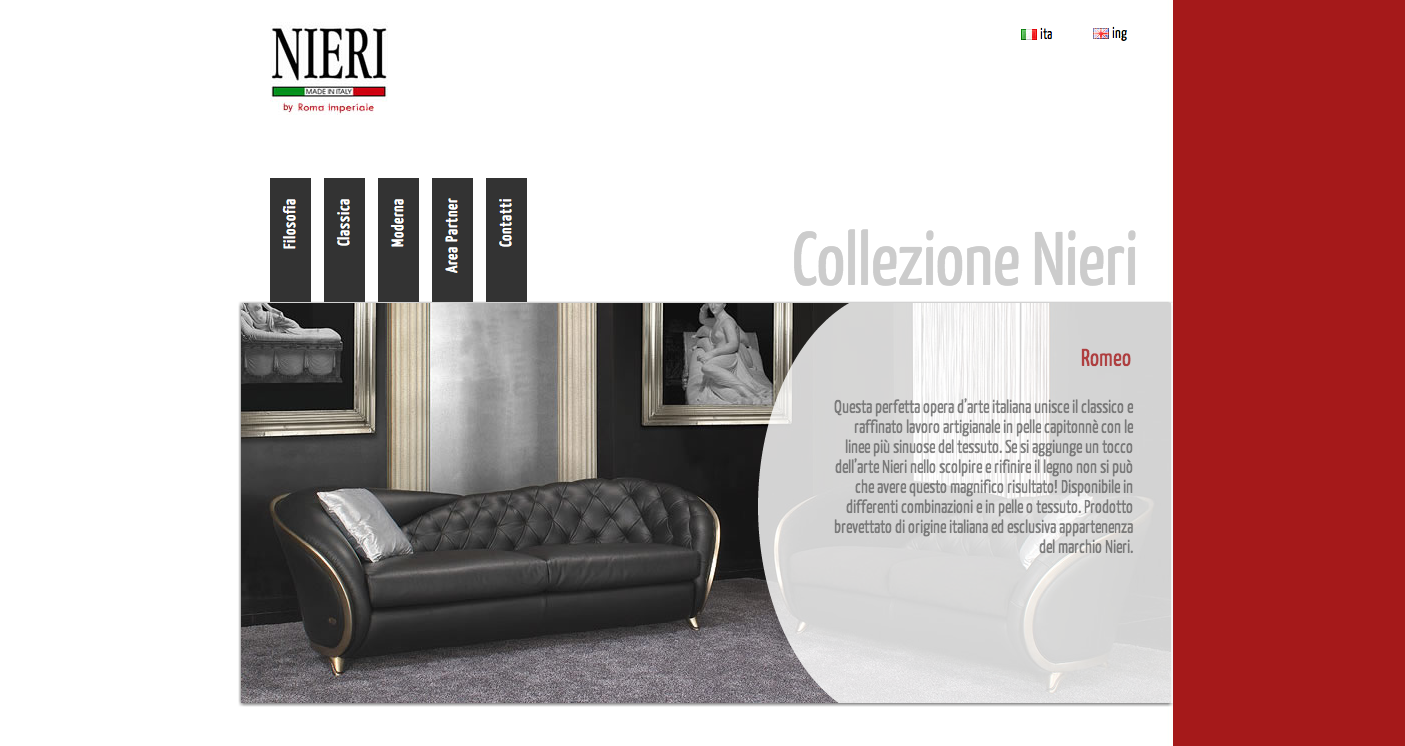 NIERI
MADE IN ITALY
by Roma imperiale
ita
ing
Filosofia
Classica
Moderna
Area Partner
Contatti
Collezione Nieri
Romeo
Questa perfetta opera d'arte italiana unisce il classico e
raffinato lavoro artigianale in pelle capitonnè con le
linee più sinuose del tessuto. Se si aggiunge un tocco
dell'arte Nieri nello scolpire e rifinire il legno non si può
che avere questo magnifico risultato! Disponibile in
differenti combinazioni e in pelle o tessuto. Prodotto
brevettato di origine italiana ed esclusiva appartenenza
del marchio Nieri.